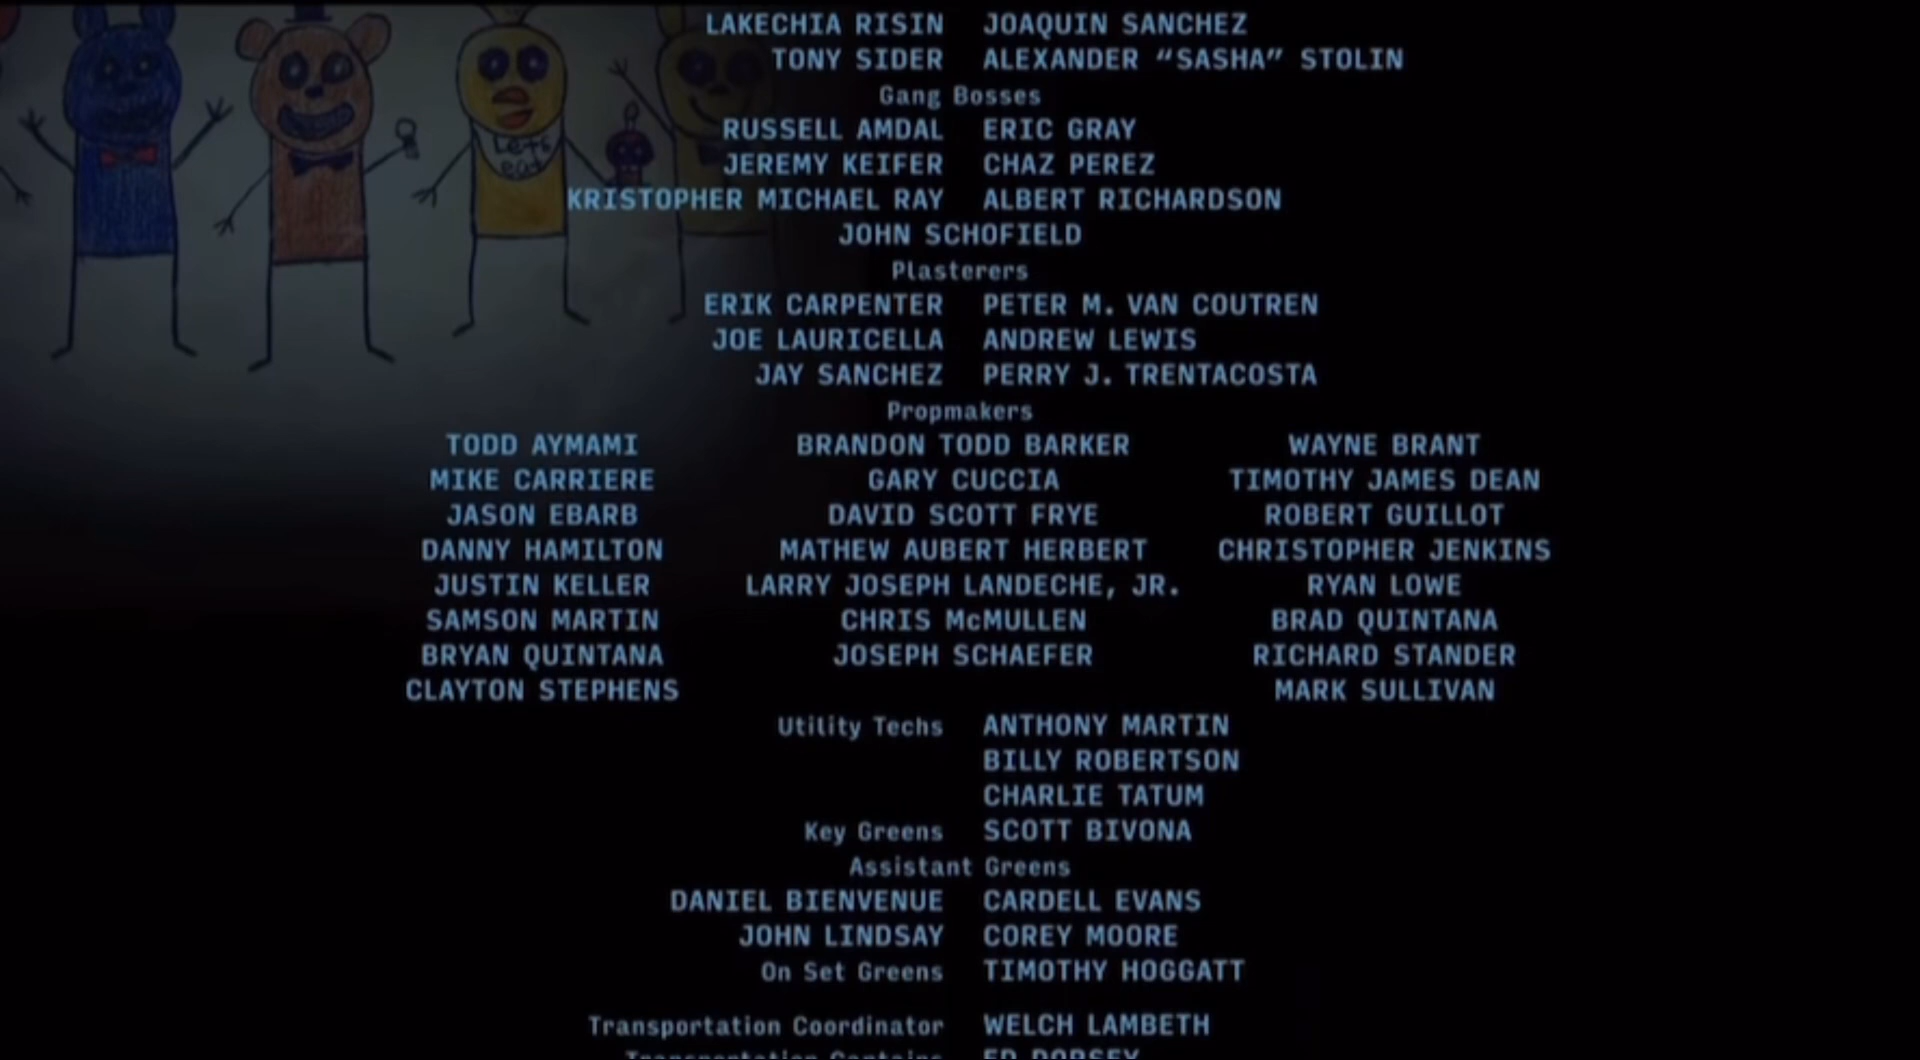 LAKECHIA RISIN JOAQUIN SANCHEZ
TONY SIDER ALEXANDER “SASHA” STOLIN
Gang Bosses
RUSSELL AMDAL ERIC GRAY
Let's
JEREMY KEIFER CHAZ PEREZ
eat
KRISTOPHER MICHAEL RAY ALBERT RICHARDSON
JOHN SCHOFIELD
Plasterers
ERIK CARPENTER PETER M. VAN COUTREN
JOE LAURICELLA ANDREW LEWIS
JAY SANCHEZ PERRY J. TRENTACOSTA
Propmakers
TODD AYMAMI BRANDON TODD BARKER WAYNE BRANT
MIKE CARRIERE GARY CUCCIA TIMOTHY JAMES DEAN
JASON EBARB DAVID SCOTT FRYE ROBERT GUILLOT
DANNY HAMILTON MATHEW AUBERT HERBERT CHRISTOPHER JENKINS
JUSTIN KELLER LARRY JOSEPH LANDECHE, JR. RYAN LOWE
SAMSON MARTIN CHRIS McMULLEN BRAD QUINTANA
BRYAN QUINTANA JOSEPH SCHAEFER RICHARD STANDER
CLAYTON STEPHENS MARK SULLIVAN
Utility Techs ANTHONY MARTIN
BILLY ROBERTSON
CHARLIE TATUM
Key Greens SCOTT BIVONA
Assistant Greens
DANIEL BIENVENUE CARDELL EVANS
JOHN LINDSAY COREY MOORE
On Set Greens TIMOTHY HOGGATT
Transportation Coordinator WELCH LAMBETH
Transportation Captains ED DORSEY